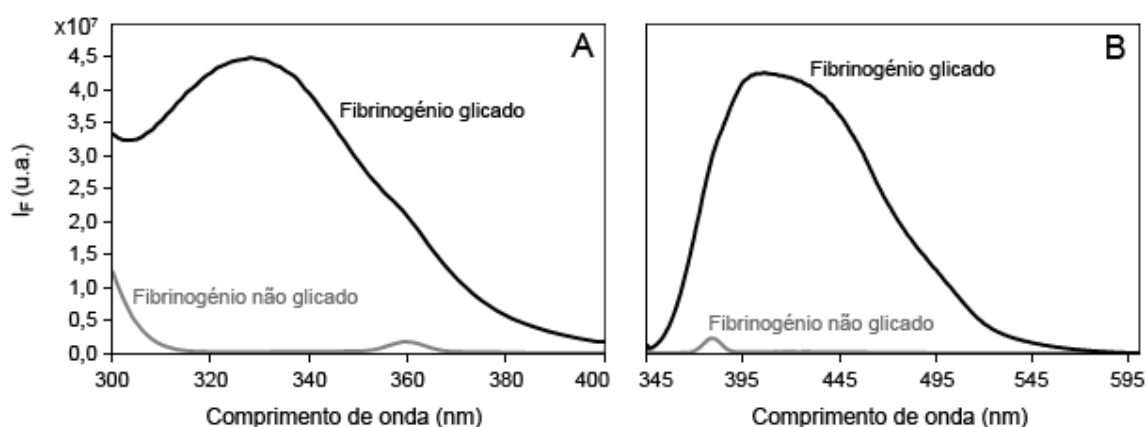 x10⁷
4,5
4,0
3,5
3,0
2,5
2,0
1,5
1,0
0,5
0,0
I_F (u.a.)
A
Fibrinogénio glicado
Fibrinogénio não glicado
300 320 340 360 380 400
Comprimento de onda (nm)
B
Fibrinogénio glicado
Fibrinogénio não glicado
345 395 445 495 545 595
Comprimento de onda (nm)